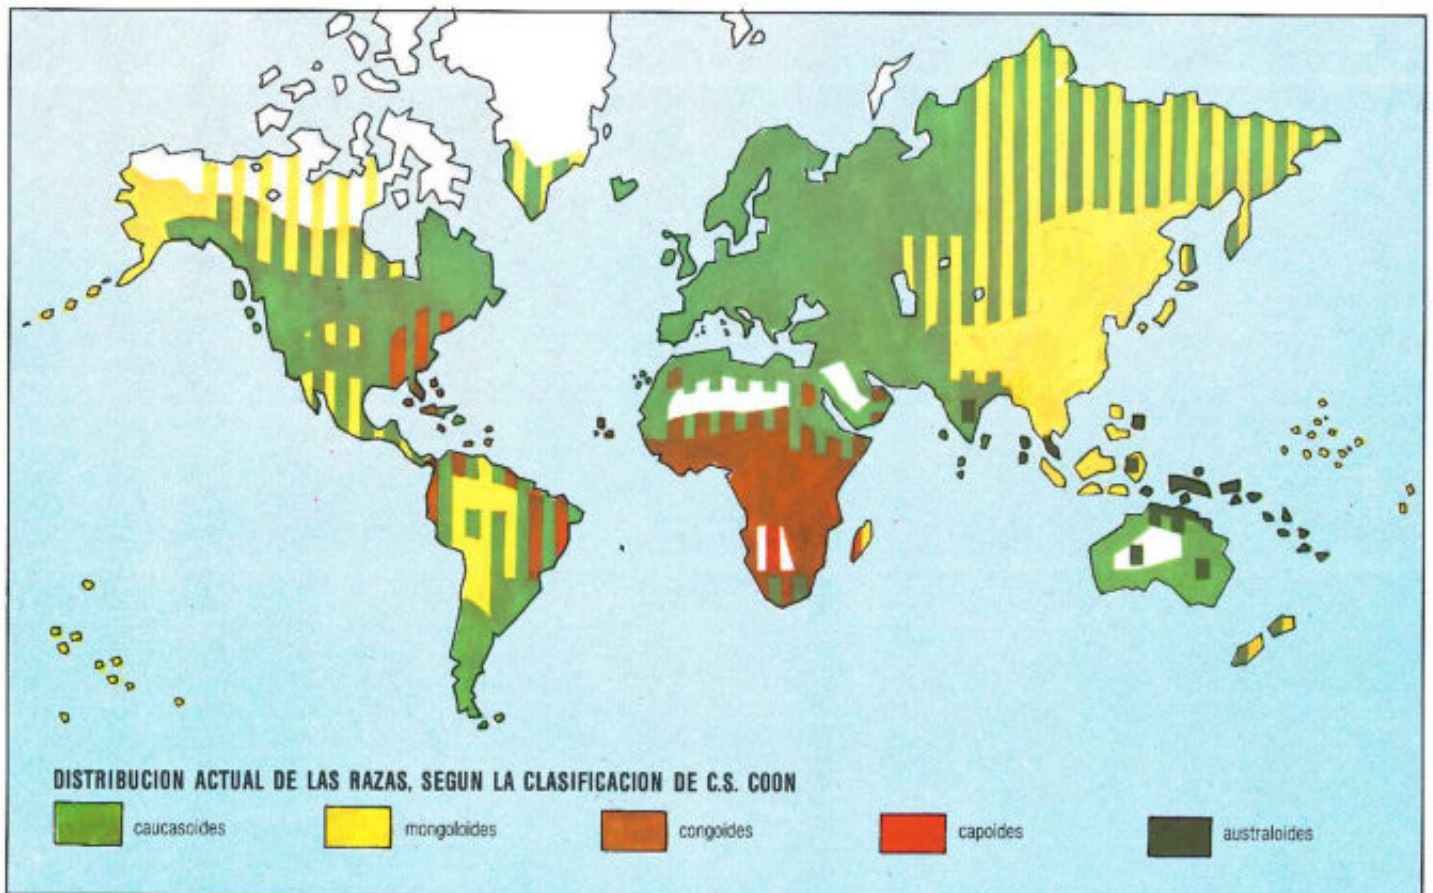 DISTRIBUCION ACTUAL DE LAS RAZAS, SEGUN LA CLASIFICACION DE C.S. COON
caucasoides
mongoloides
congoides
capoides
australoides